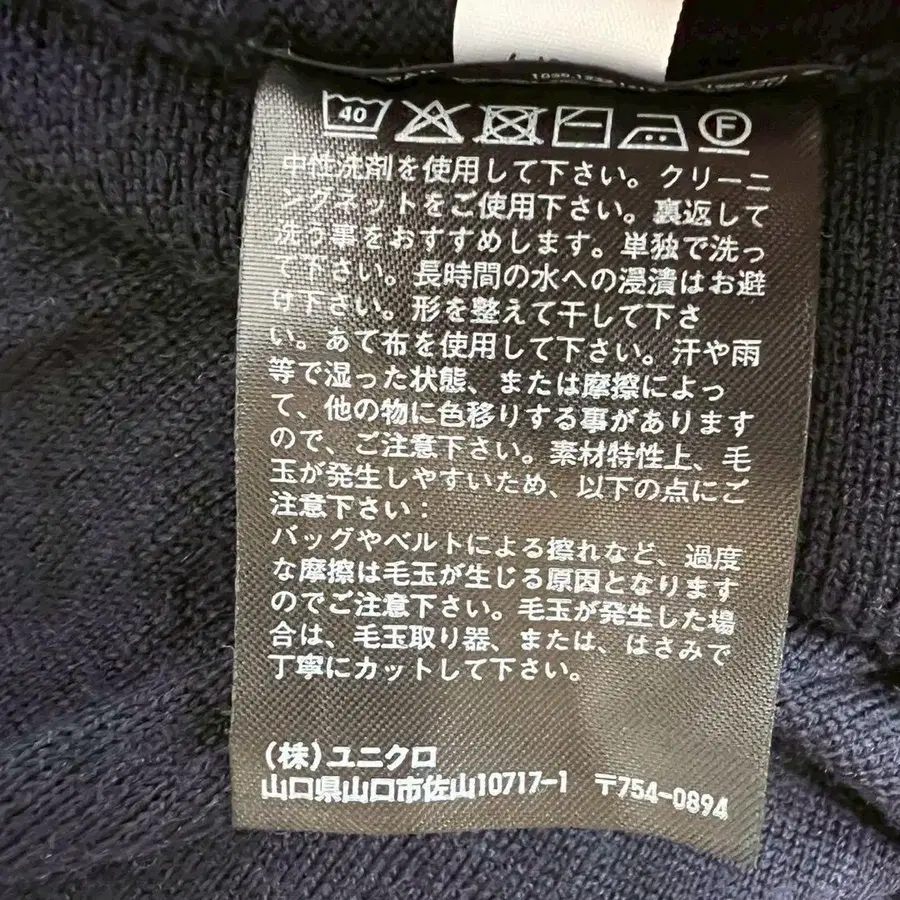 40 F
中性洗剤を使用して下さい。クリーニ
ングネットをご使用下さい。裏返して
洗う事をおすすめします。単独で洗っ
て下さい。長時間の水への浸漬はお避
け下さい。形を整えて干して下さ
い。あて布を使用して下さい。汗や雨
等で湿った状態、または摩擦によっ
て、他の物に色移りする事があります
ので、ご注意下さい。素材特性上、毛
玉が発生しやすいため、以下の点にご
注意下さい：
バッグやベルトによる擦れなど、過度
な摩擦は毛玉が生じる原因となります
のでご注意下さい。毛玉が発生した場
合は、毛玉取り器、または、はさみで
丁寧にカットして下さい。
(株)ユニクロ
山口県山口市佐山10717-1 〒754-0894